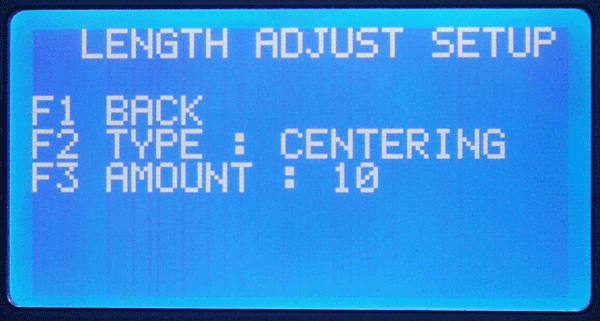 LENGTH ADJUST SETUP
F1 BACK
F2 TYPE : CENTERING
F3 AMOUNT : 10